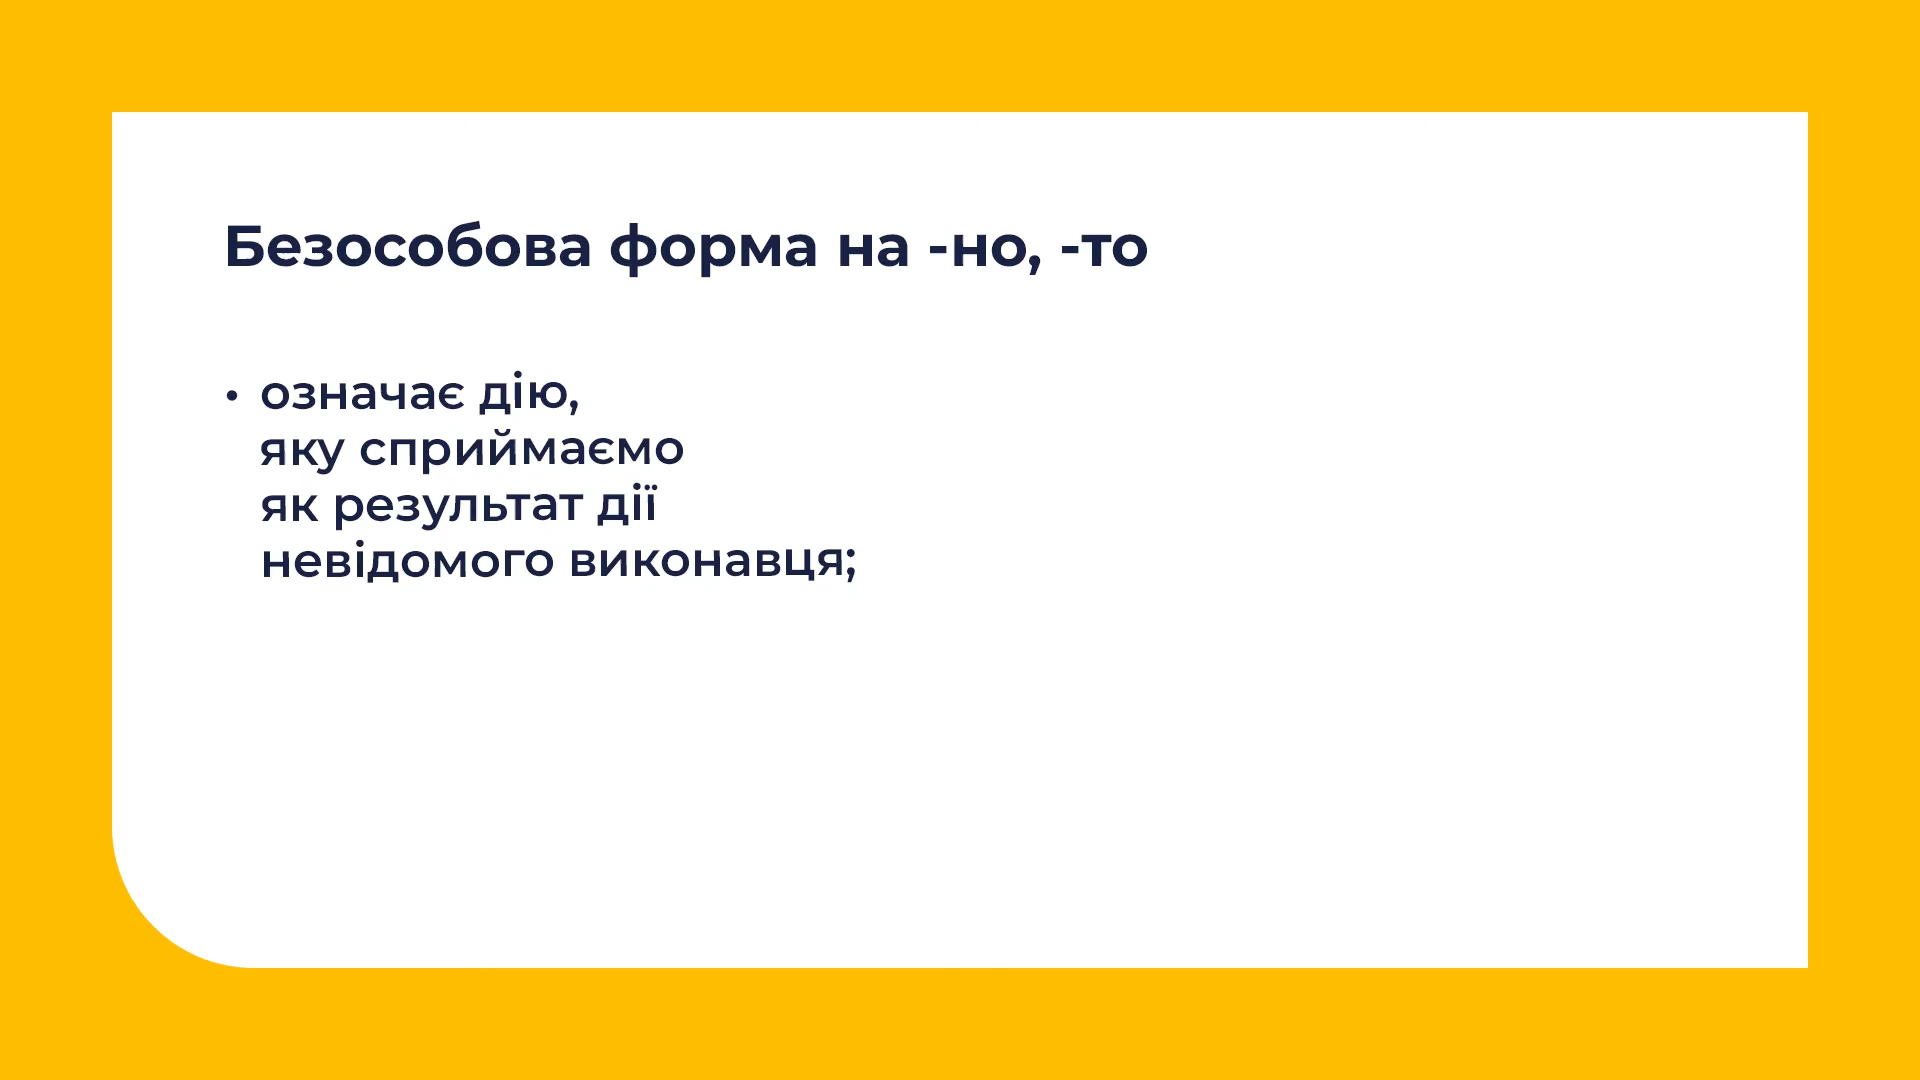 Безособова форма на -но, -то
• означає дію,
яку сприймаємо
як результат дії
невідомого виконавця;